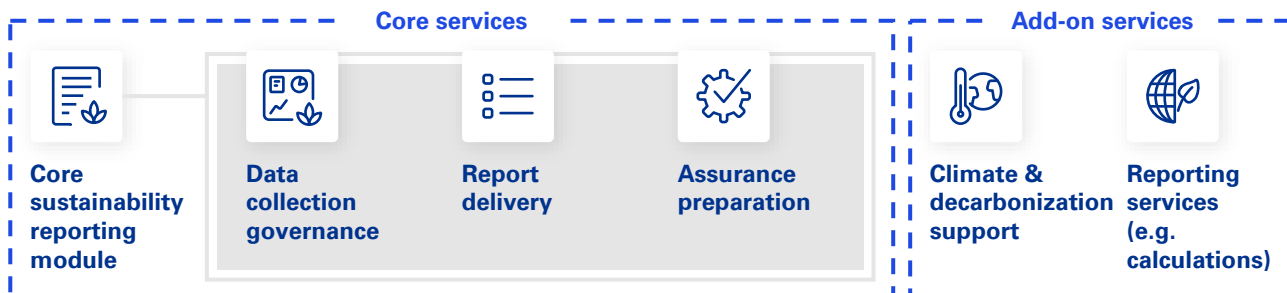 Core services
Add-on services
Core
sustainability
reporting
module
Data
collection
governance
Report
delivery
Assurance
preparation
Climate &
decarbonization
support
Reporting
services
(e.g.
calculations)